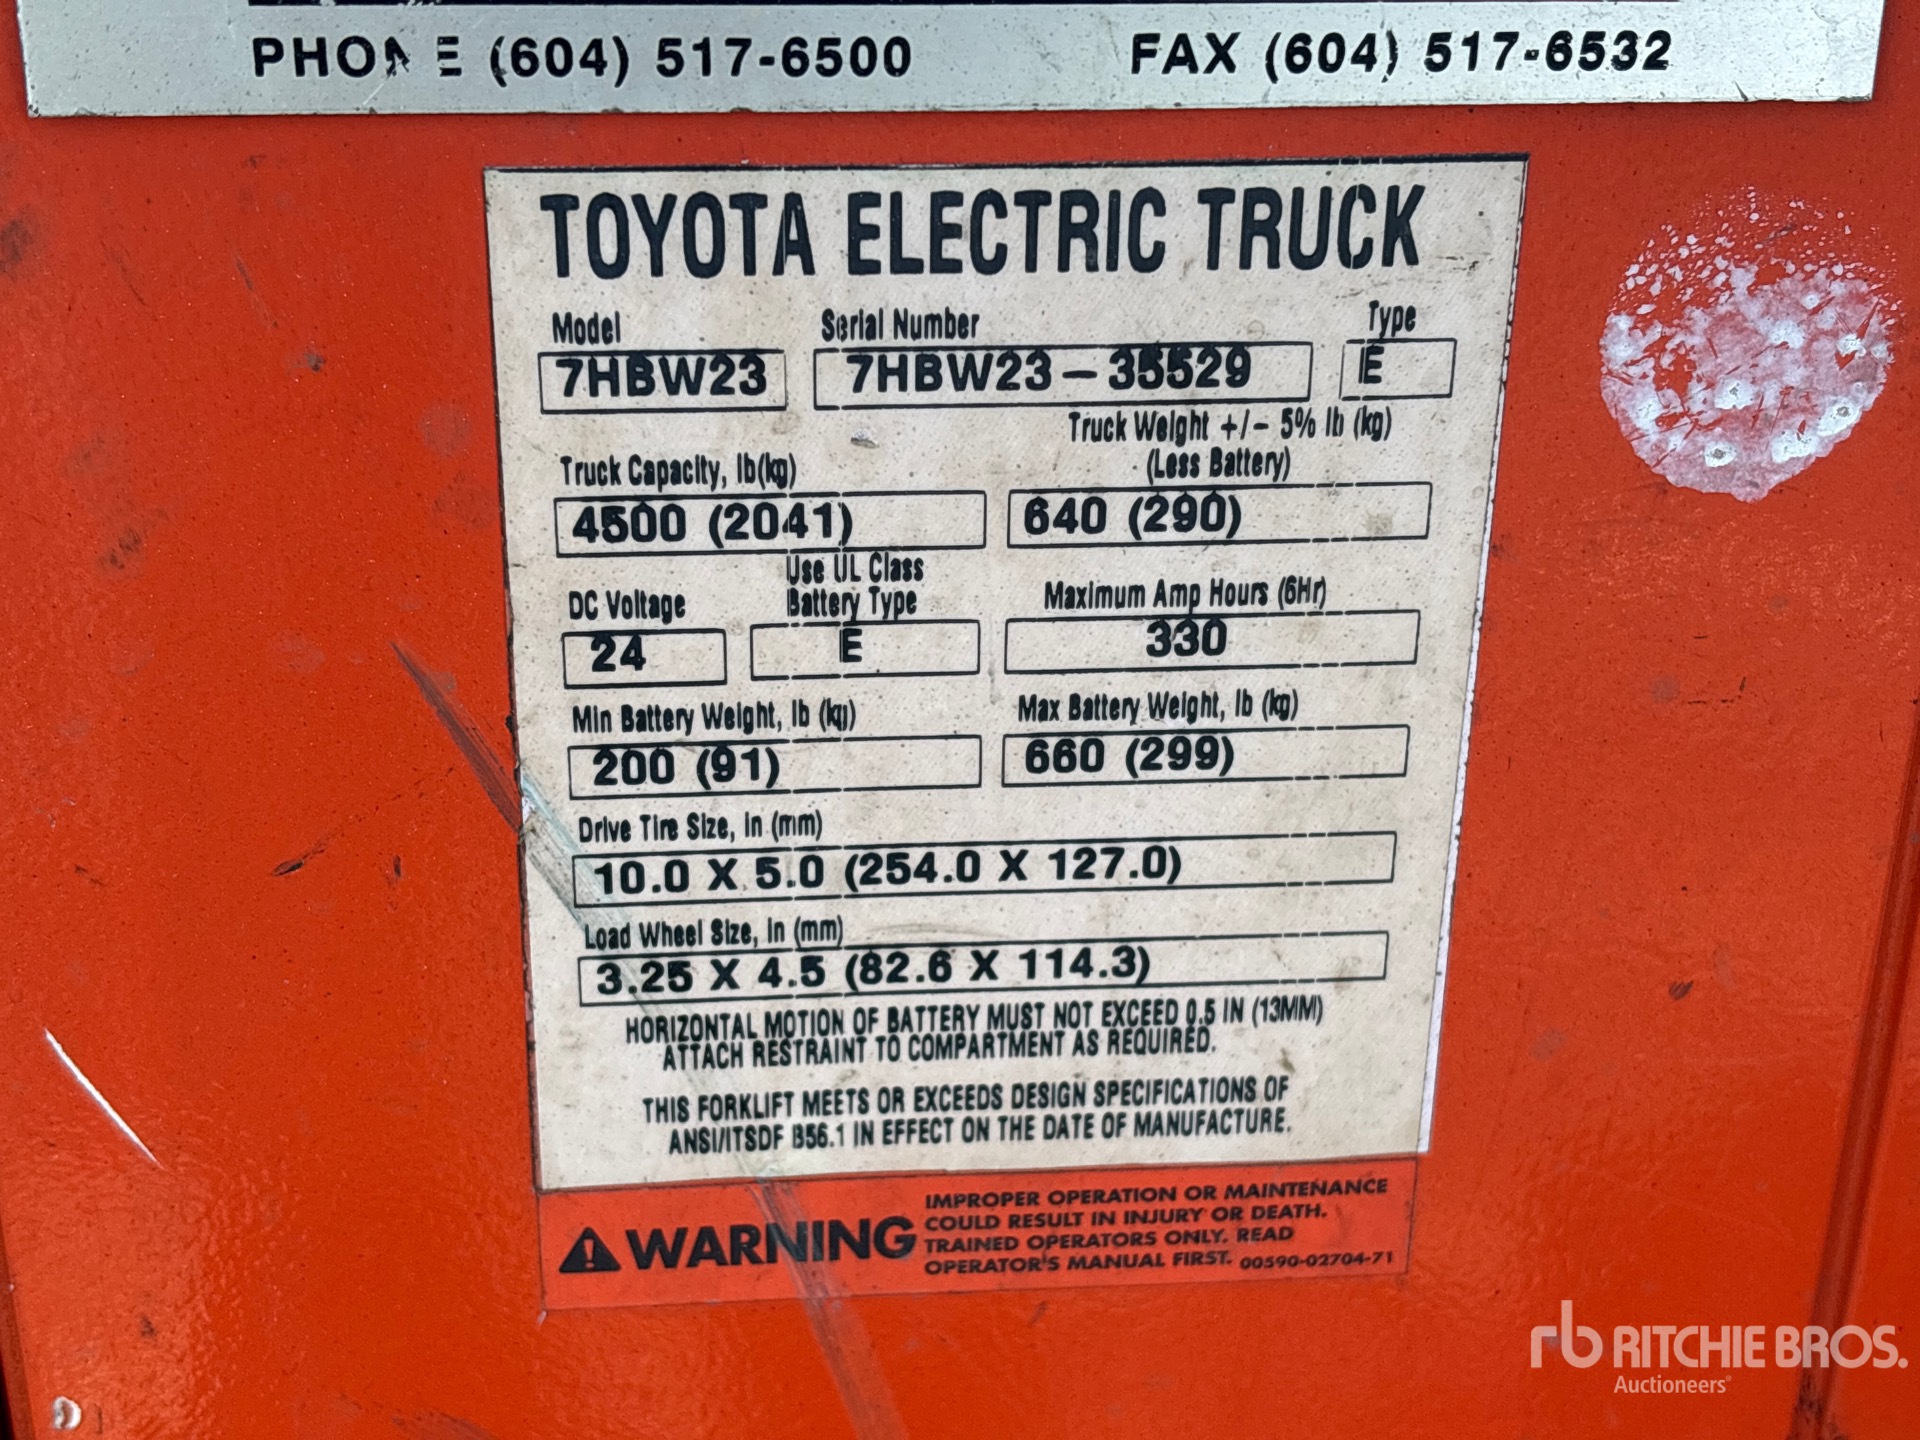 PHONE (604) 517-6500 FAX (604) 517-6532
TOYOTA ELECTRIC TRUCK
Model Serial Number Type
7HBW23 7HBW23-35529 E
Truck Capacity, lb(kg) Truck Weight +/- 5% lb (kg)
(Less Battery)
4500 (2041) 640 (290)
DC Voltage Use UL Class
Battery Type Maximum Amp Hours (6Hr)
24 E 330
Min Battery Weight, lb (kg) Max Battery Weight, lb (kg)
200 (91) 660 (299)
Drive Tire Size, in (mm)
10.0 X 5.0 (254.0 X 127.0)
Load Wheel Size, in (mm)
3.25 X 4.5 (82.6 X 114.3)
HORIZONTAL MOTION OF BATTERY MUST NOT EXCEED 0.5 IN (13MM)
ATTACH RESTRAINT TO COMPARTMENT AS REQUIRED.
THIS FORKLIFT MEETS OR EXCEEDS DESIGN SPECIFICATIONS OF
ANSI/ITSDF B56.1 IN EFFECT ON THE DATE OF MANUFACTURE.
WARNING
IMPROPER OPERATION OR MAINTENANCE
COULD RESULT IN INJURY OR DEATH.
TRAINED OPERATORS ONLY. READ
OPERATOR'S MANUAL FIRST. 00590-02704-71
rb RITCHIE BROS.
Auctioneers